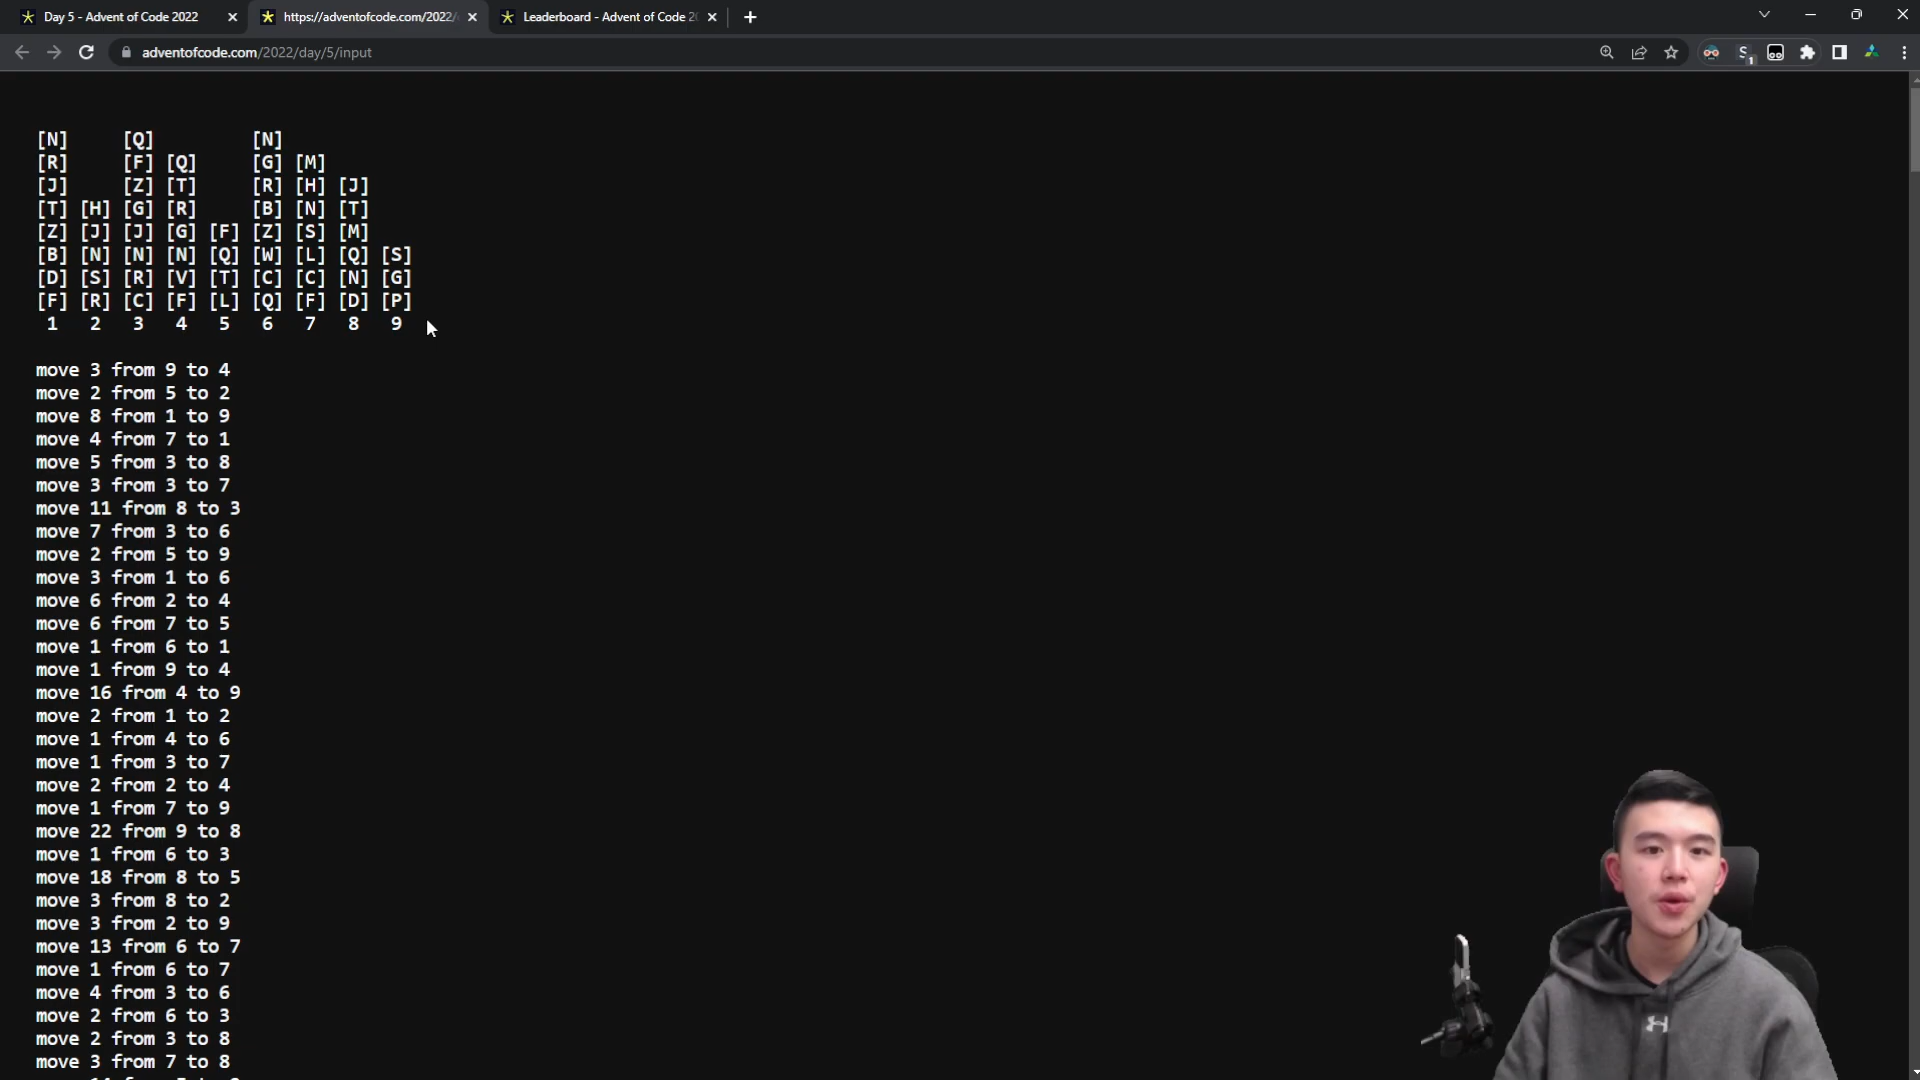 Day 5 - Advent of Code 2022
https://adventofcode.com/2022/
Leaderboard - Advent of Code 2
adventofcode.com/2022/day/5/input
[N]     [Q]         [N]
[R]     [F] [Q]     [G] [M]
[J]     [Z] [T]     [R] [H] [J]
[T] [H] [G] [R]     [B] [N] [T]
[Z] [J] [J] [G] [F] [Z] [S] [M]
[B] [N] [N] [N] [Q] [W] [L] [Q] [S]
[D] [S] [R] [V] [T] [C] [C] [N] [G]
[F] [R] [C] [F] [L] [Q] [F] [D] [P]
 1   2   3   4   5   6   7   8   9
move 3 from 9 to 4
move 2 from 5 to 2
move 8 from 1 to 9
move 4 from 7 to 1
move 5 from 3 to 8
move 3 from 3 to 7
move 11 from 8 to 3
move 7 from 3 to 6
move 2 from 5 to 9
move 3 from 1 to 6
move 6 from 2 to 4
move 6 from 7 to 5
move 1 from 6 to 1
move 1 from 9 to 4
move 16 from 4 to 9
move 2 from 1 to 2
move 1 from 4 to 6
move 1 from 3 to 7
move 2 from 2 to 4
move 1 from 7 to 9
move 22 from 9 to 8
move 1 from 6 to 3
move 18 from 8 to 5
move 3 from 8 to 2
move 3 from 2 to 9
move 13 from 6 to 7
move 1 from 6 to 7
move 4 from 3 to 6
move 2 from 6 to 3
move 2 from 3 to 8
move 3 from 7 to 8